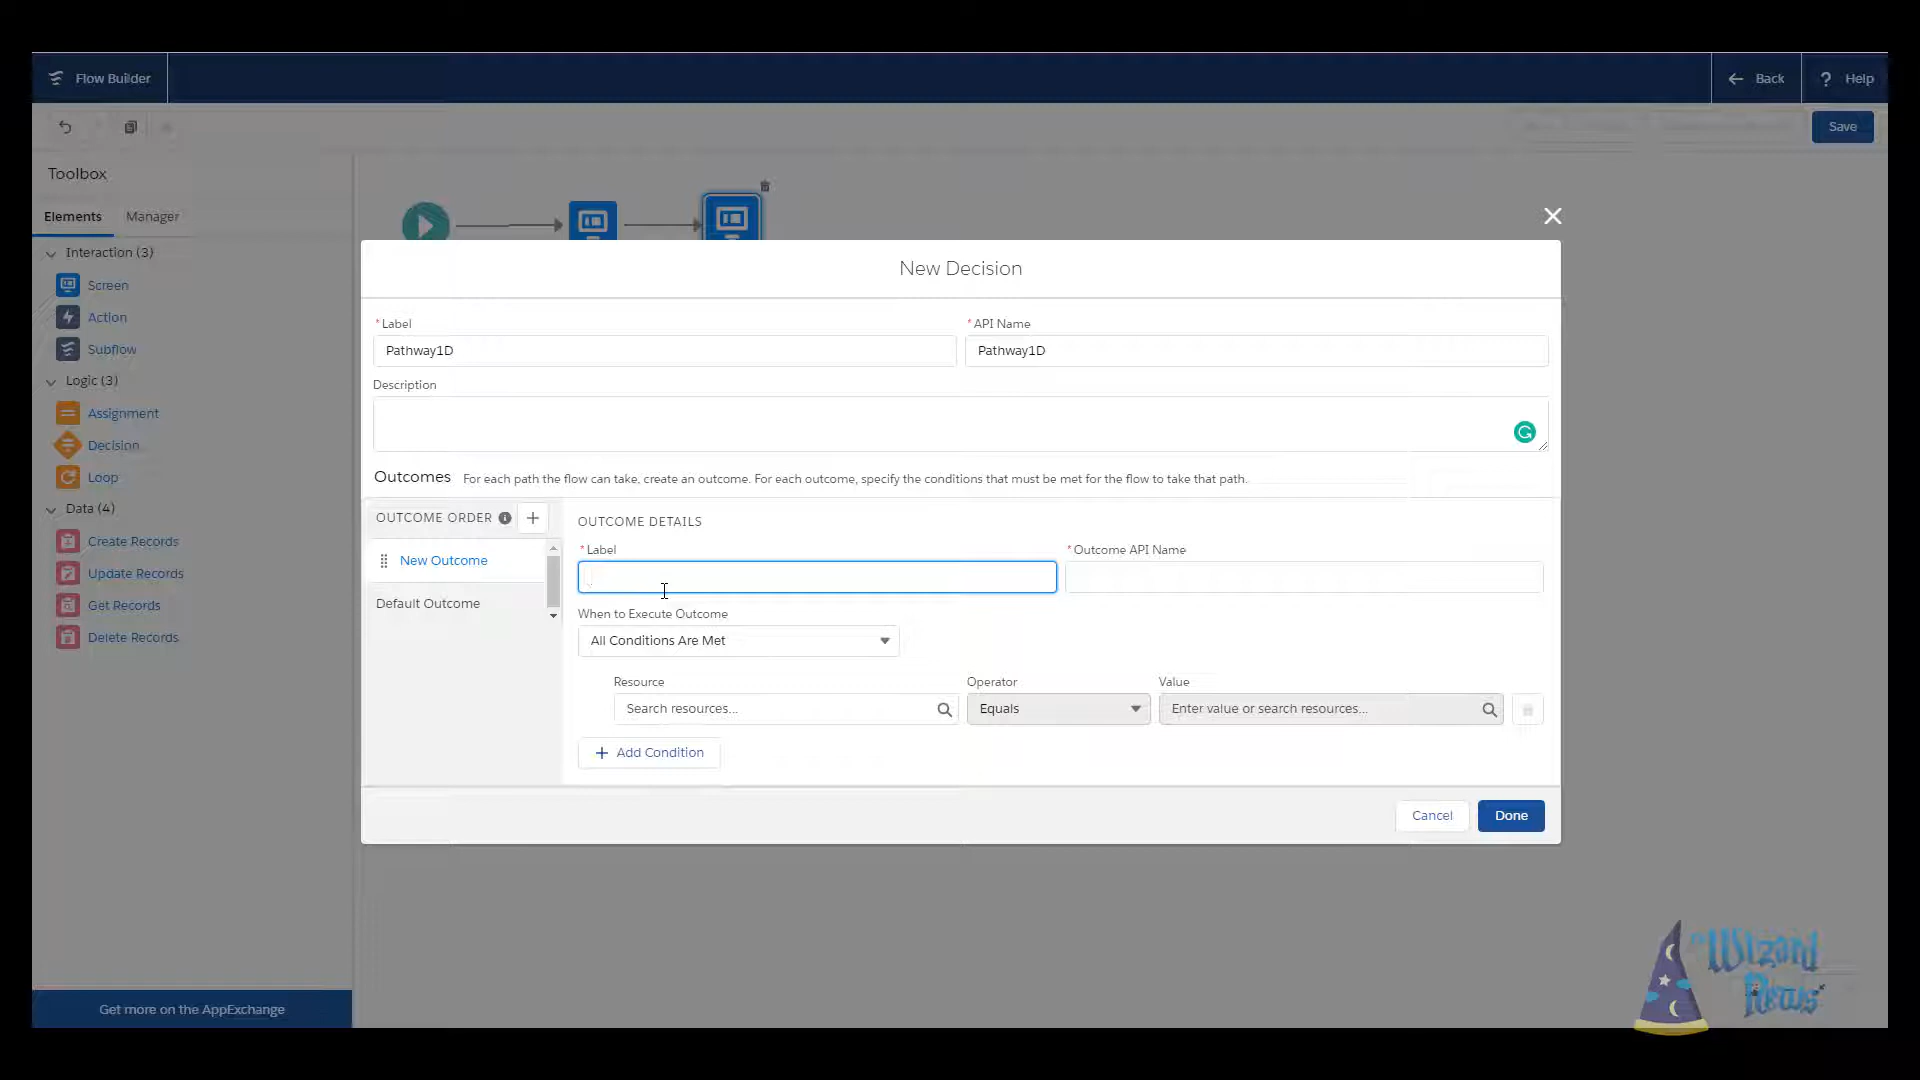 Flow Builder
Back
? Help
Save
Toolbox
Elements Manager
Interaction (3)
Screen
Action
Subflow
Logic (3)
Assignment
Decision
Loop
Data (4)
Create Records
Update Records
Get Records
Delete Records
Get more on the AppExchange
New Decision
* Label
* API Name
Pathway1D
Pathway1D
Description
Outcomes For each path the flow can take, create an outcome. For each outcome, specify the conditions that must be met for the flow to take that path.
OUTCOME ORDER
New Outcome
Default Outcome
OUTCOME DETAILS
* Label
* Outcome API Name
When to Execute Outcome
All Conditions Are Met
Resource Operator Value
Search resources... Equals Enter value or search resources...
+ Add Condition
Cancel Done
Wizard
News